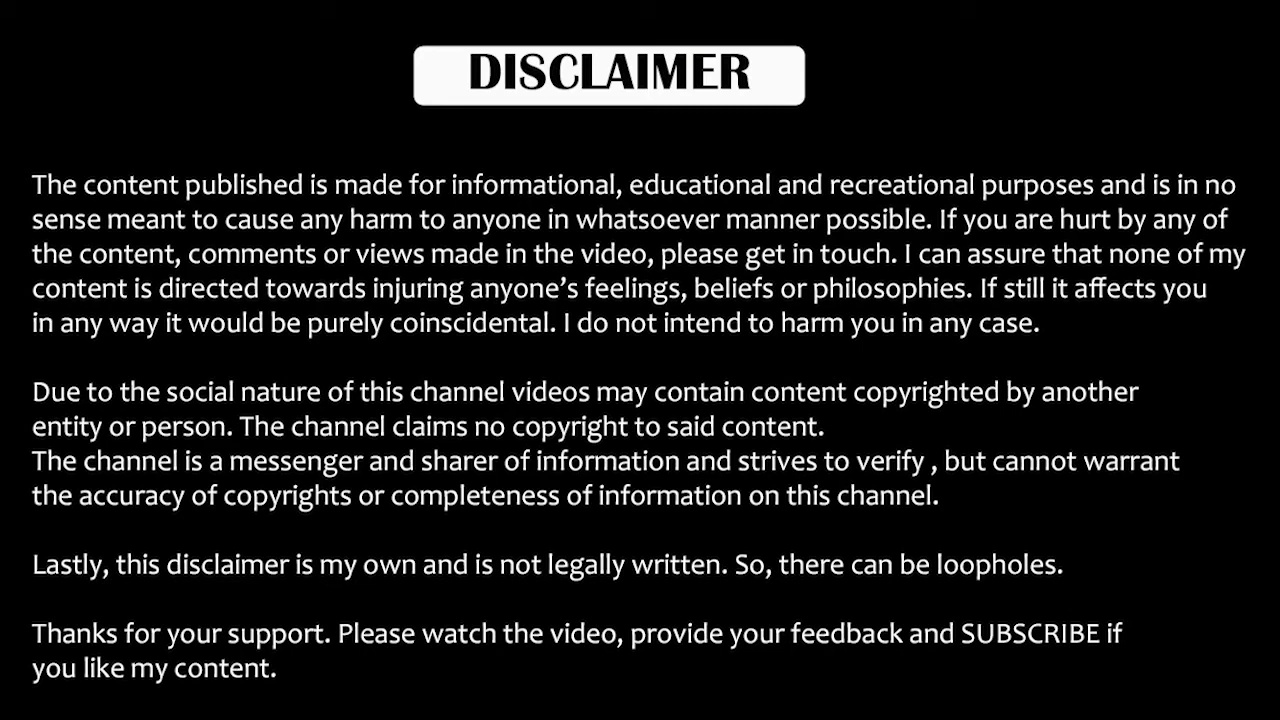 DISCLAIMER
The content published is made for informational, educational and recreational purposes and is in no
sense meant to cause any harm to anyone in whatsoever manner possible. If you are hurt by any of
the content, comments or views made in the video, please get in touch. I can assure that none of my
content is directed towards injuring anyone’s feelings, beliefs or philosophies. If still it affects you
in any way it would be purely coinscidental. I do not intend to harm you in any case.
Due to the social nature of this channel videos may contain content copyrighted by another
entity or person. The channel claims no copyright to said content.
The channel is a messenger and sharer of information and strives to verify , but cannot warrant
the accuracy of copyrights or completeness of information on this channel.
Lastly, this disclaimer is my own and is not legally written. So, there can be loopholes.
Thanks for your support. Please watch the video, provide your feedback and SUBSCRIBE if
you like my content.